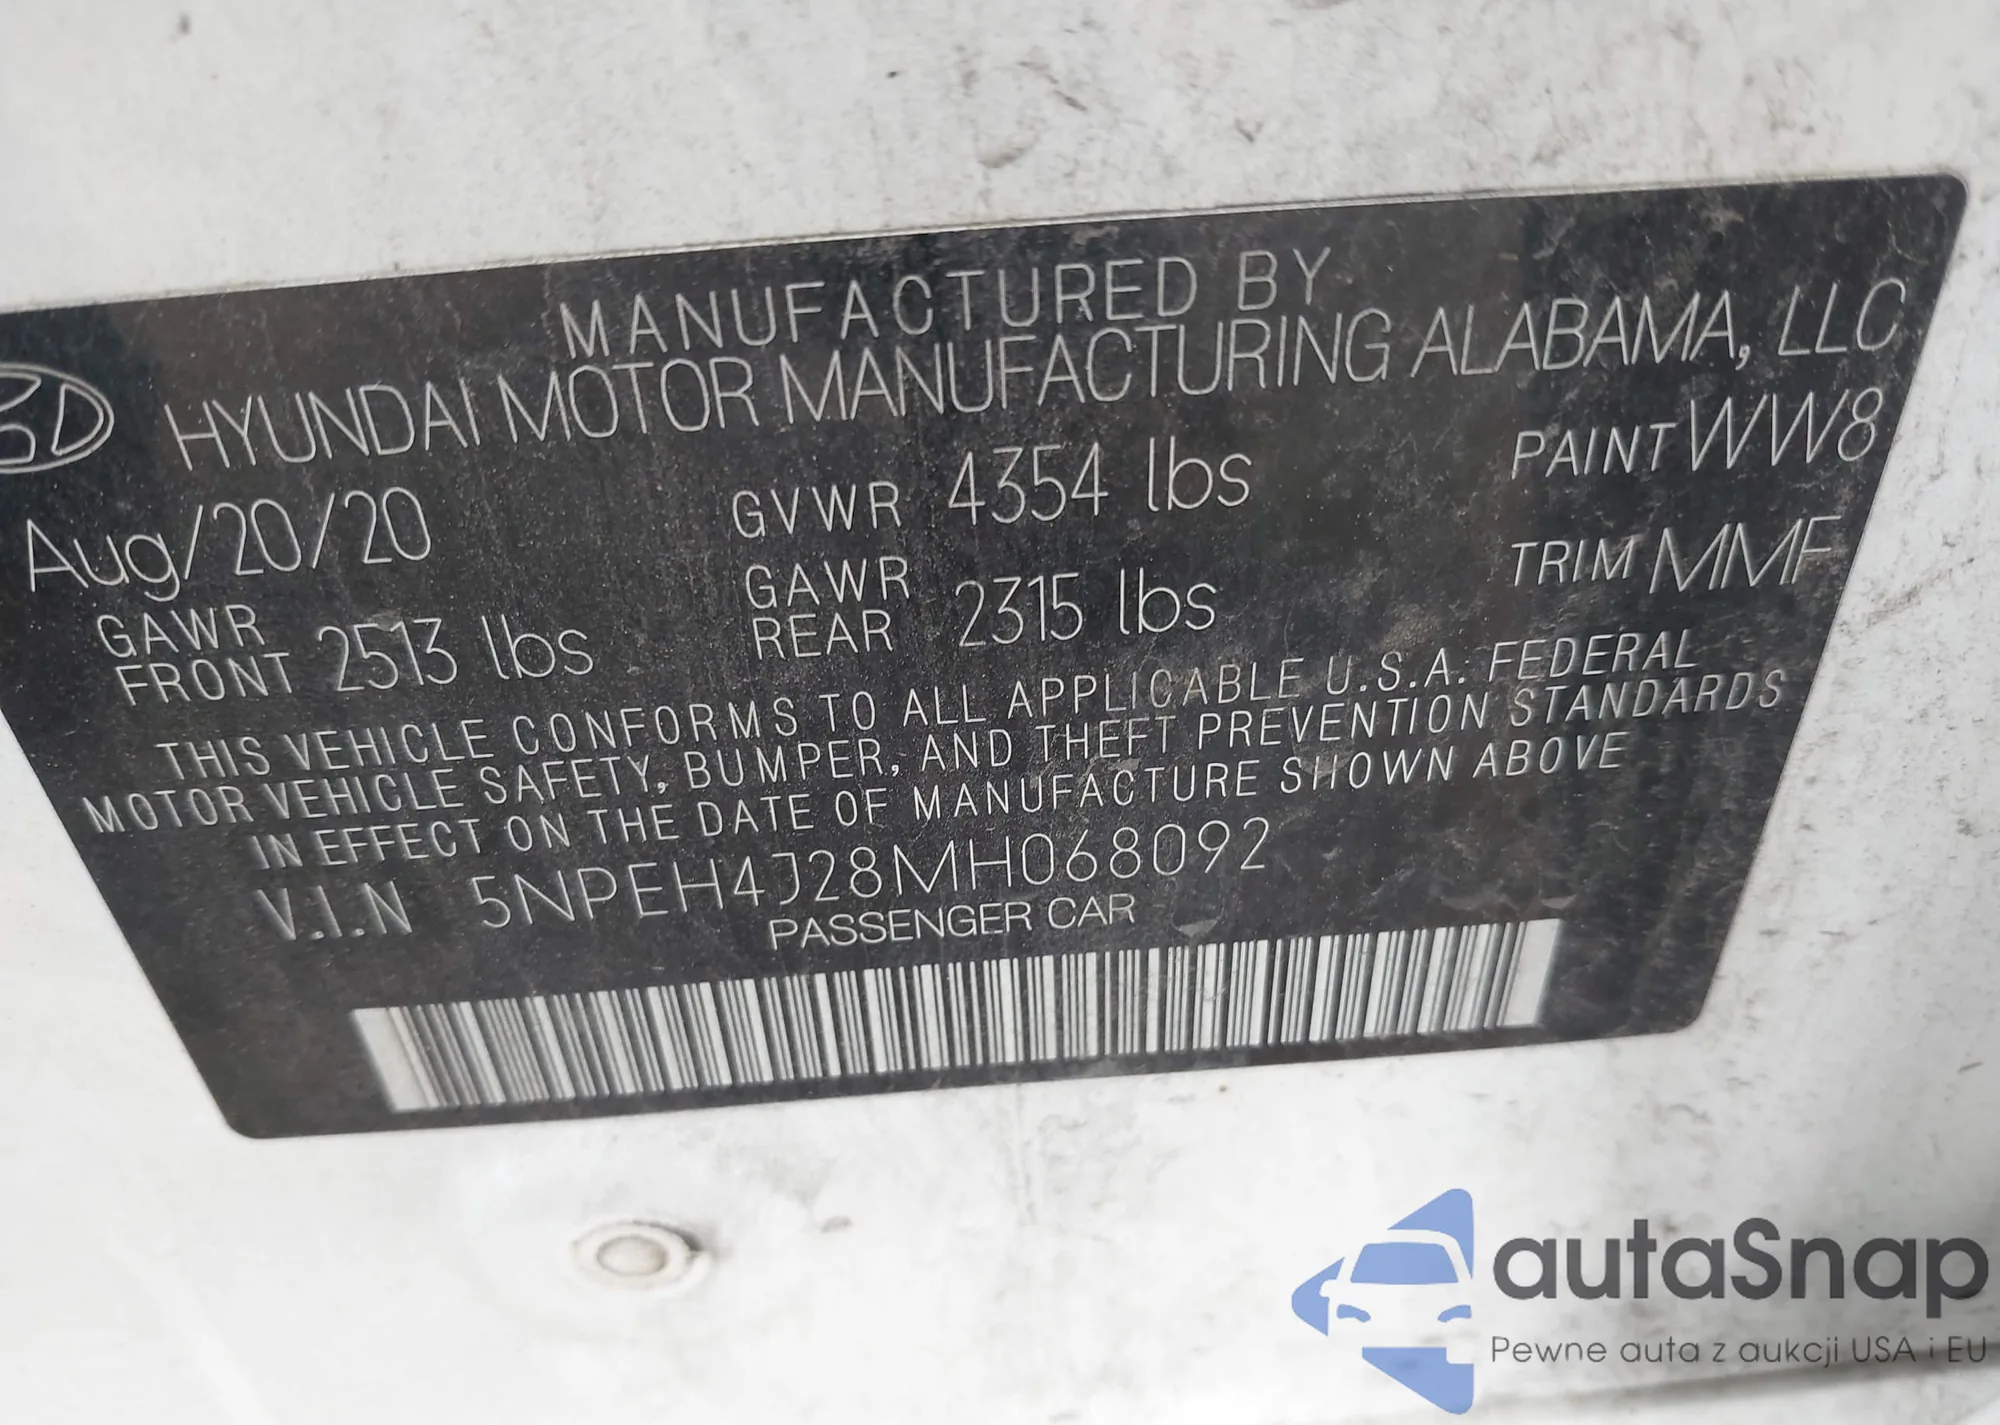 MANUFACTURED BY
HYUNDAI MOTOR MANUFACTURING ALABAMA, LLC
Aug/20/20 GVWR 4354 lbs PAINT WW8
GAWR FRONT 2513 lbs GAWR REAR 2315 lbs TRIM MMF
THIS VEHICLE CONFORMS TO ALL APPLICABLE U.S.A. FEDERAL
MOTOR VEHICLE SAFETY, BUMPER, AND THEFT PREVENTION STANDARDS
IN EFFECT ON THE DATE OF MANUFACTURE SHOWN ABOVE
V.I.N 5NPEH4J28MH068092
PASSENGER CAR
autaSnap
Pewne auta z aukcji USA i EU